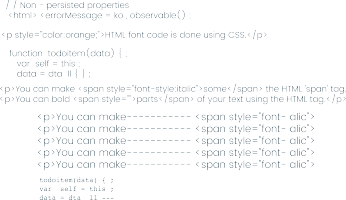 // Non - persisted properties
<html> <errorMessage = ko , observable() ;
<p style="color:orange;">HTML font code is done using CSS.</p>
function todoitem(data) { ;
var self = this ;
data = dta ll [ ] ;
<p>You can make <span style="font-style:italic">some</span> the HTML 'span' tag.
<p>You can bold <span style="">parts</span> of your text using the HTML tag.</p>
<p>You can make----------- <span style="font- alic">
<p>You can make----------- <span style="font- alic">
<p>You can make----------- <span style="font- alic">
<p>You can make----------- <span style="font- alic">
<p>You can make----------- <span style="font- alic">
todoitem(data) { ;
var self = this ;
data = dta ll ---